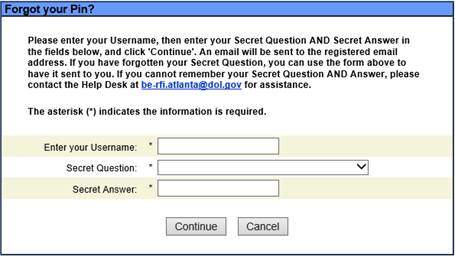 Forgot your Pin?
Please enter your Username, then enter your Secret Question AND Secret Answer in
the fields below, and click 'Continue'. An email will be sent to the registered email
address. If you have forgotten your Secret Question, you can use the form above to
have it sent to you. If you cannot remember your Secret Question AND Answer, please
contact the Help Desk at be-rfi.atlanta@dol.gov for assistance.
The asterisk (*) indicates the information is required.
Enter your Username: *
Secret Question: *
Secret Answer: *
Continue Cancel